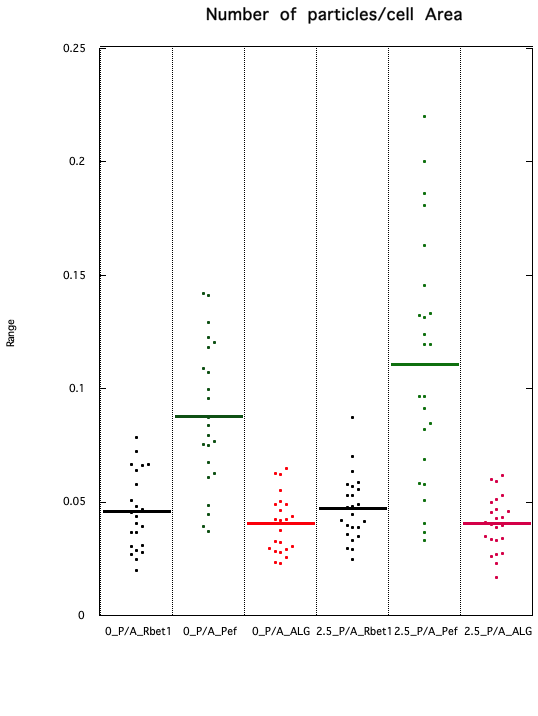 Number of particles/cell Area
0.25
0.2
0.15
0.1
0.05
0
Range
0_P/A_Rbet1 0_P/A_Pef 0_P/A_ALG 2.5_P/A_Rbet1 2.5_P/A_Pef 2.5_P/A_ALG